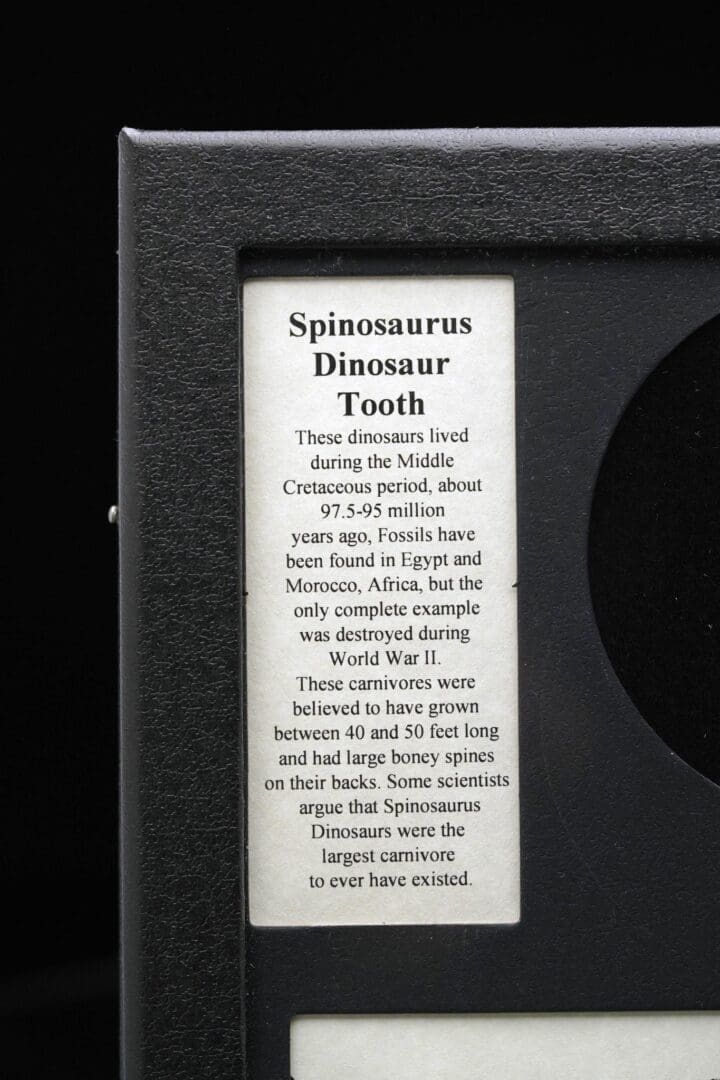 Spinosaurus
Dinosaur
Tooth
These dinosaurs lived
during the Middle
Cretaceous period, about
97.5-95 million
years ago, Fossils have
been found in Egypt and
Morocco, Africa, but the
only complete example
was destroyed during
World War II.
These carnivores were
believed to have grown
between 40 and 50 feet long
and had large boney spines
on their backs. Some scientists
argue that Spinosaurus
Dinosaurs were the
largest carnivore
to ever have existed.